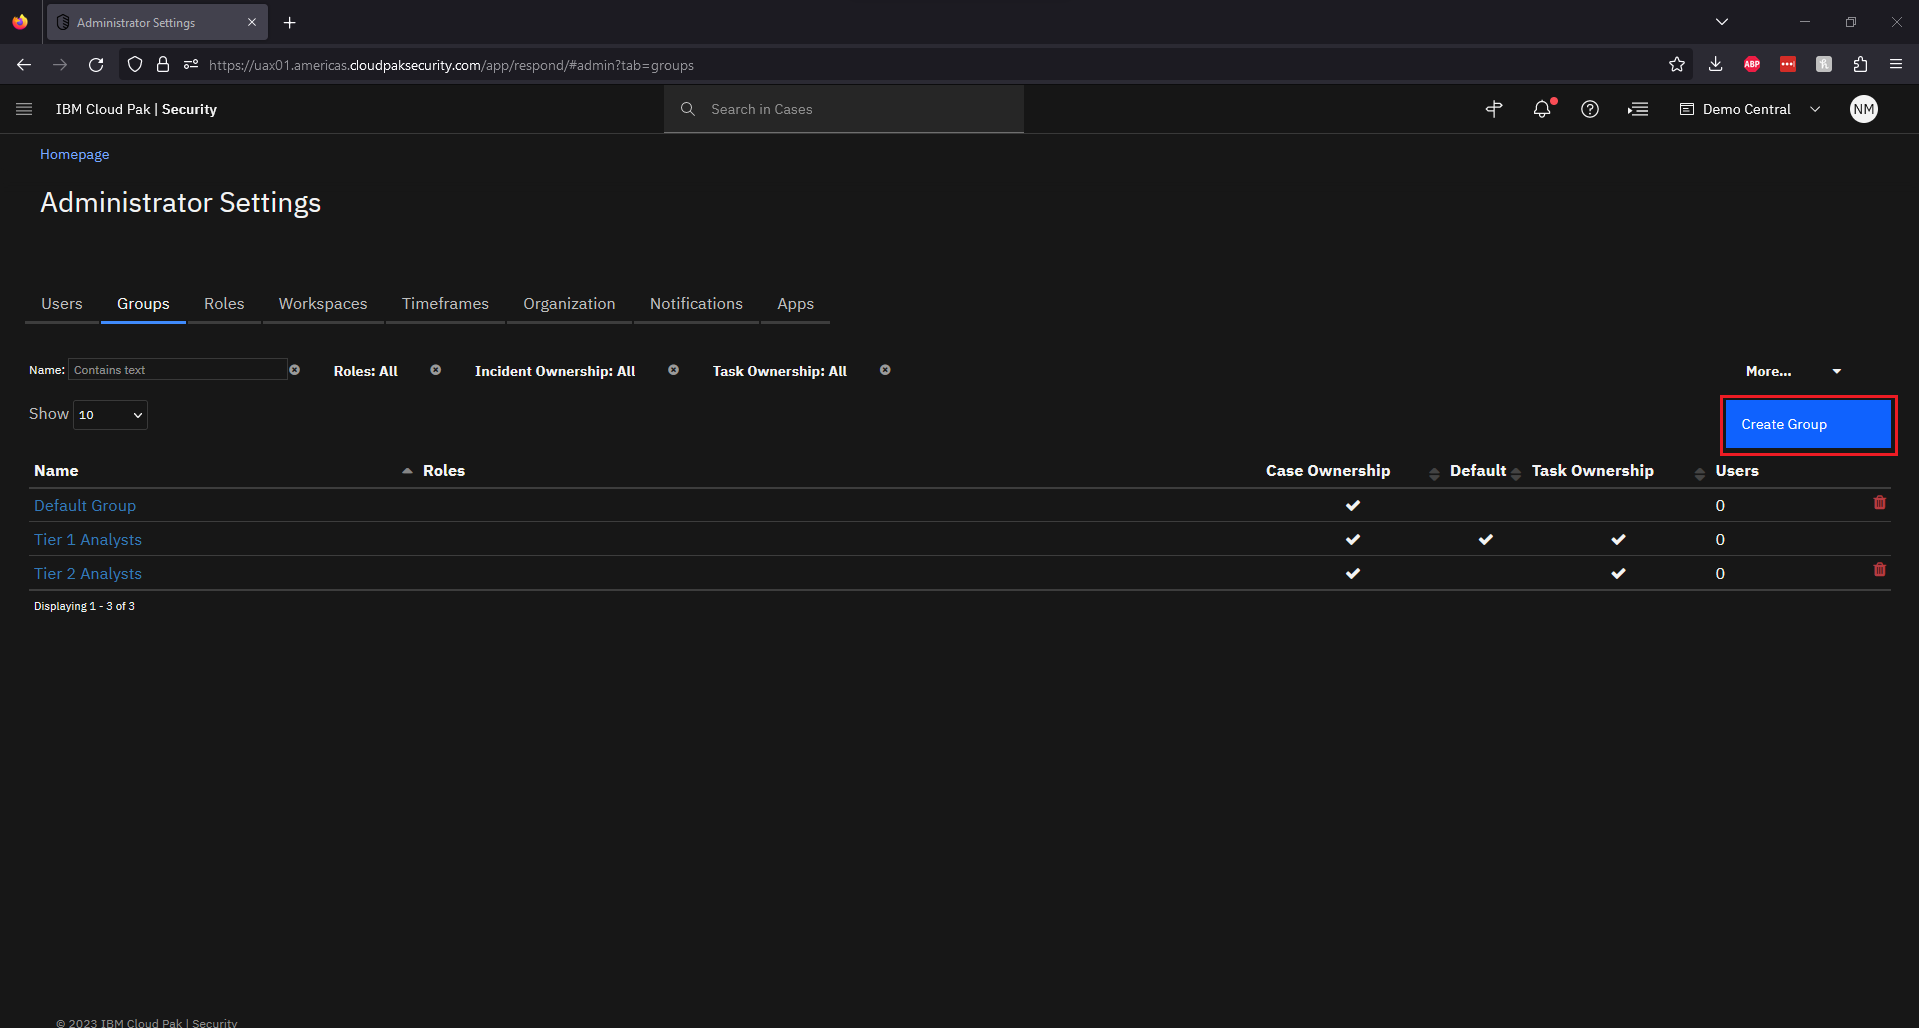 Administrator Settings
https://uax01.americas.cloudpaksecurity.com/app/respond/#admin?tab=groups
ABP
IBM Cloud Pak | Security
Search in Cases
Demo Central
NM
Homepage
Administrator Settings
Users Groups Roles Workspaces Timeframes Organization Notifications Apps
Name: Contains text Roles: All Incident Ownership: All Task Ownership: All More...
Show 10
Create Group
Name Roles Case Ownership Default Task Ownership Users
Default Group 0
Tier 1 Analysts 0
Tier 2 Analysts 0
Displaying 1 - 3 of 3
© 2023 IBM Cloud Pak | Security